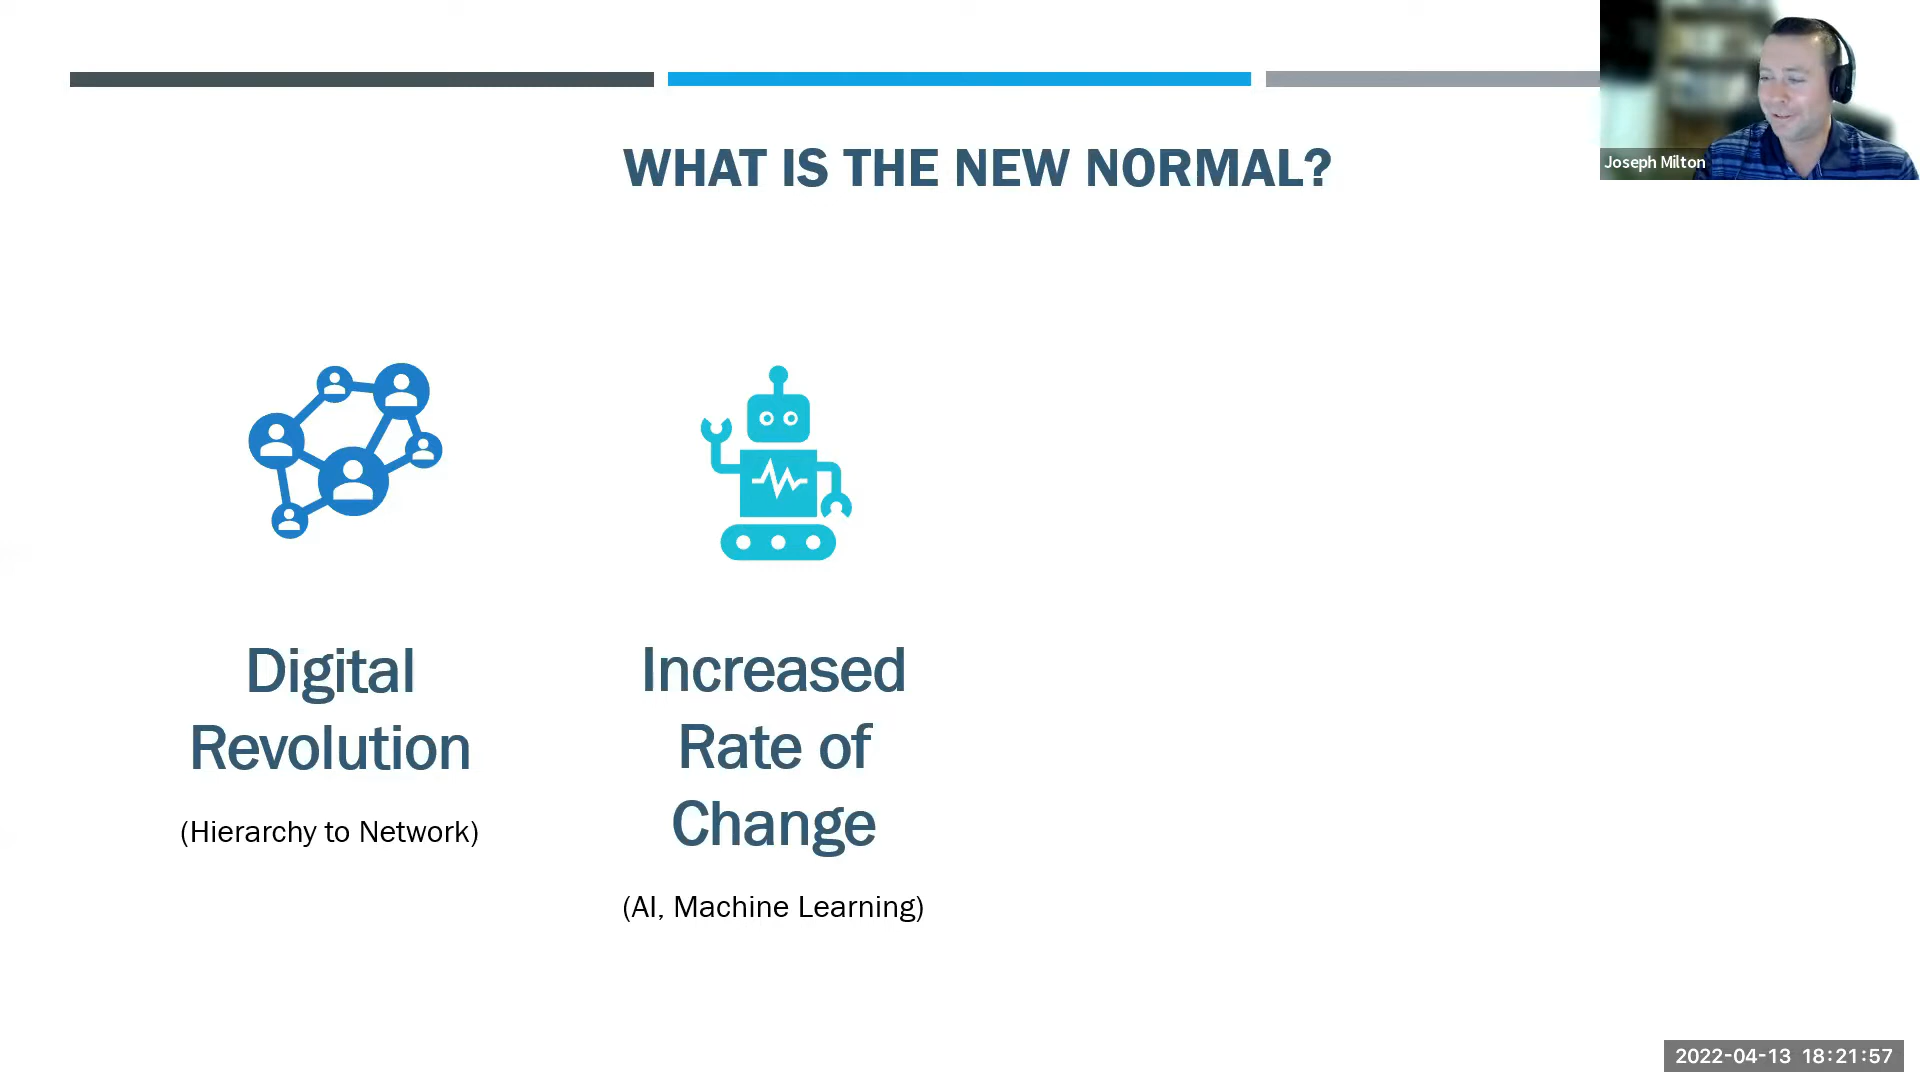 WHAT IS THE NEW NORMAL?
Joseph Milton
Digital
Revolution
(Hierarchy to Network)
Increased
Rate of
Change
(AI, Machine Learning)
2022-04-13 18:21:57